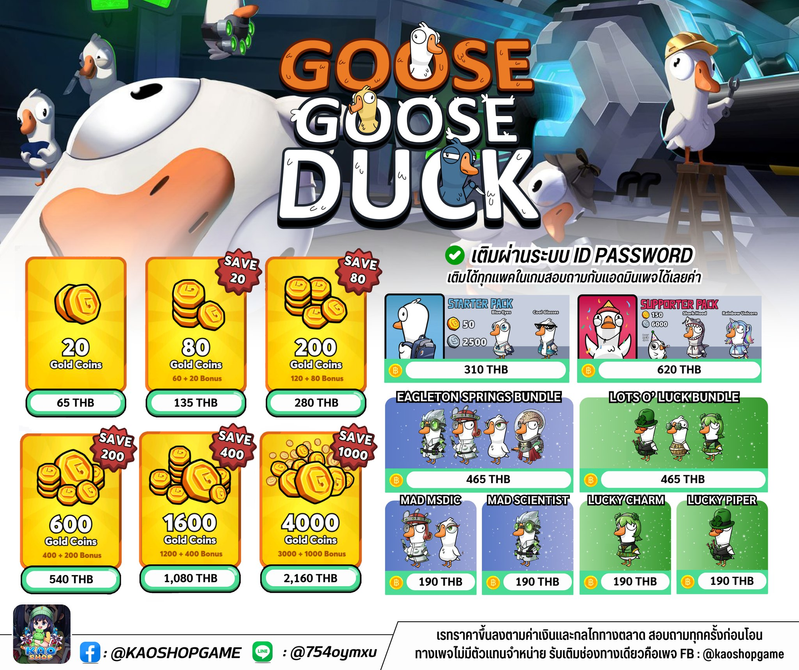 GOOSE
GOOSE
DUCK
เติมผ่านระบบ ID PASSWORD
เติมได้ทุกแพคในเกมสอบถามกับแอดมินเพจได้เลยค่า
20
Gold Coins
65 THB
SAVE
20
80
Gold Coins
60 + 20 Bonus
135 THB
SAVE
80
200
Gold Coins
120 + 80 Bonus
280 THB
STARTER PACK
Blue Eyes
Cool Glasses
50
2500
310 THB
SUPPORTER PACK
150
6000
Rainbow Unicorn
620 THB
EAGLETON SPRINGS BUNDLE
465 THB
LOTS O' LUCK BUNDLE
465 THB
SAVE
200
600
Gold Coins
400 + 200 Bonus
540 THB
SAVE
400
1600
Gold Coins
1200 + 400 Bonus
1,080 THB
SAVE
1000
4000
Gold Coins
3000 + 1000 Bonus
2,160 THB
MAD MSDIC
190 THB
MAD SCIENTIST
190 THB
LUCKY CHARM
190 THB
LUCKY PIPER
190 THB
KAO
SHOP
: @KAOSHOPGAME
LINE
: @754oymxu
เรทราคาขึ้นลงตามค่าเงินและกลไกทางตลาด สอบถามทุกครั้งก่อนโอน
ทางเพจไม่มีตัวแทนจำหน่าย รับเติมช่องทางเดียวคือเพจ FB : @kaoshopgame